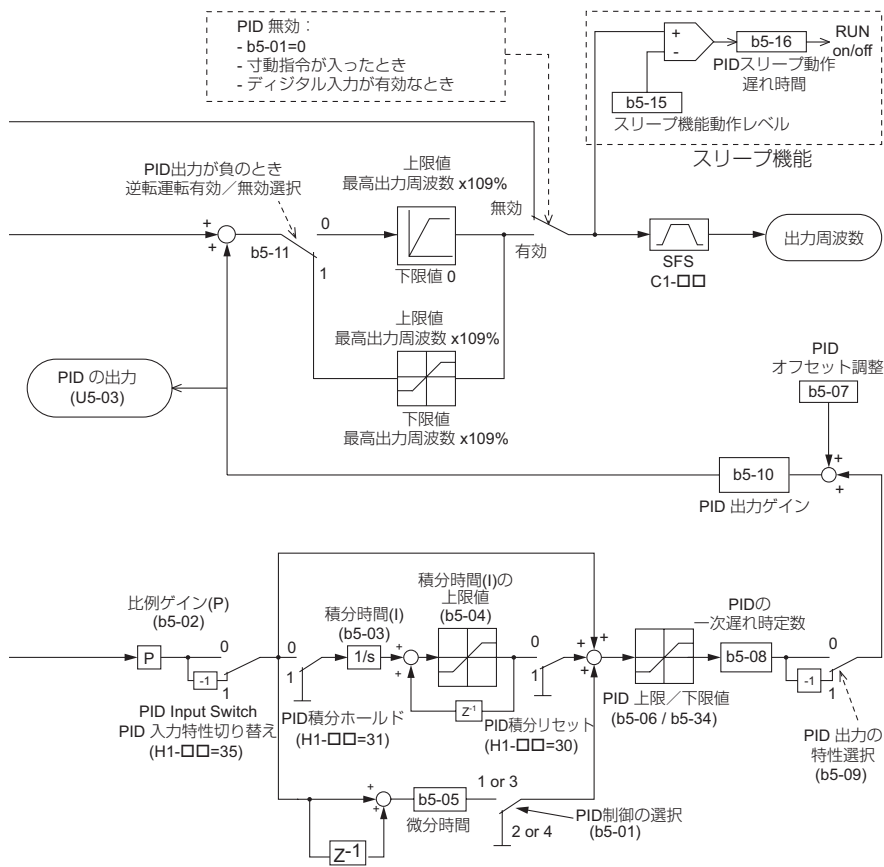 PID 無効：
- b5-01=0
- 寸動指令が入ったとき
- ディジタル入力が有効なとき
+
-
b5-16
RUN
on/off
PIDスリープ動作
遅れ時間
b5-15
スリープ機能動作レベル
スリープ機能
PID出力が負のとき
逆転運転有効／無効選択
上限値
最高出力周波数 x109%
無効
+
+
b5-11
0
1
下限値 0
有効
SFS
C1-□□
出力周波数
上限値
最高出力周波数 x109%
下限値
最高出力周波数 x109%
PID の出力
(U5-03)
PID
オフセット調整
b5-07
+
+
b5-10
PID 出力ゲイン
比例ゲイン(P)
(b5-02)
P
-1
0
1
PID Input Switch
PID 入力特性切り替え
(H1-□□=35)
0
1
積分時間(I)
(b5-03)
1/s
PID積分ホールド
(H1-□□=31)
積分時間(I)の
上限値
(b5-04)
+
+
Z-1
0
1
PID積分リセット
(H1-□□=30)
+
+
+
PID 上限／下限値
(b5-06 / b5-34)
PIDの
一次遅れ時定数
b5-08
-1
0
1
PID 出力の
特性選択
(b5-09)
+
+
b5-05
微分時間
1 or 3
2 or 4
PID制御の選択
(b5-01)
Z-1